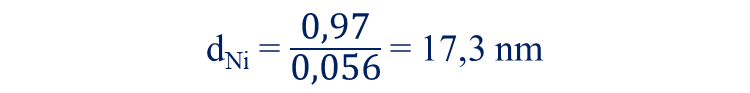 d_Ni = 0,97/0,056 = 17,3 nm